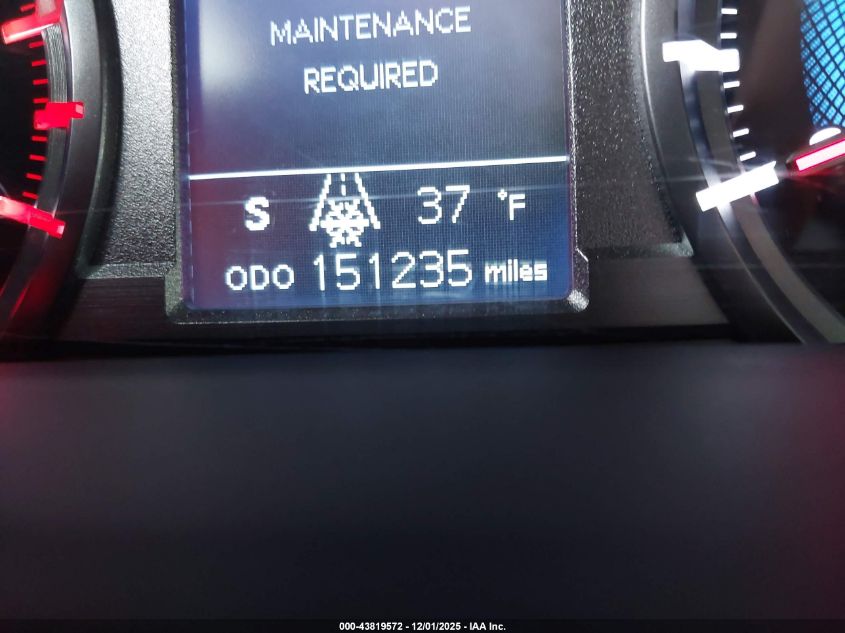 MAINTENANCE
REQUIRED
S 37 °F
ODO 151235 miles
000-43819572 - 12/01/2025 - IAA Inc.